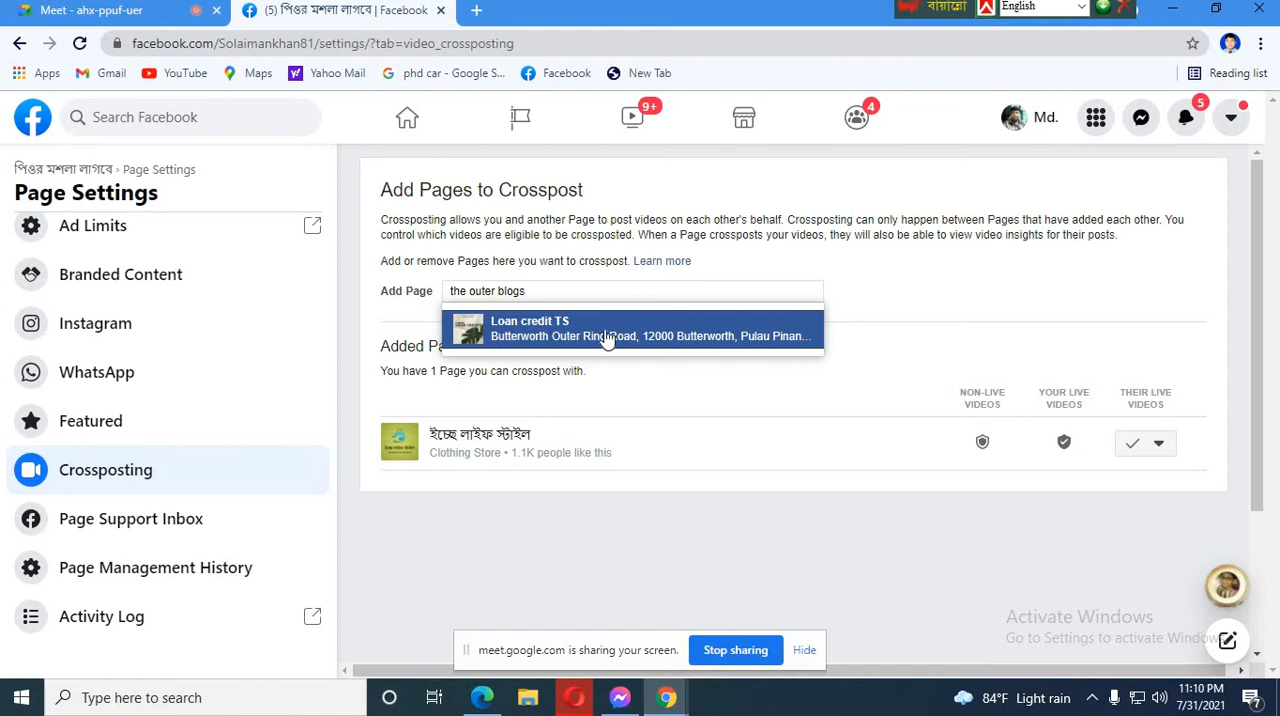 Meet - ahx-ppuf-uer
(5) পিওর মশলা লাগবে | Facebook
বায়ান্নো
English
facebook.com/Solaimankhan81/settings/?tab=video_crossposting
Apps
Gmail
YouTube
Maps
Yahoo Mail
phd car - Google S...
Facebook
New Tab
Reading list
Search Facebook
9+
4
Md.
5
পিওর মশলা লাগবে › Page Settings
Page Settings
Ad Limits
Branded Content
Instagram
WhatsApp
Featured
Crossposting
Page Support Inbox
Page Management History
Activity Log
Add Pages to Crosspost
Crossposting allows you and another Page to post videos on each other's behalf. Crossposting can only happen between Pages that have added each other. You
control which videos are eligible to be crossposted. When a Page crossposts your videos, they will also be able to view video insights for their posts.
Add or remove Pages here you want to crosspost. Learn more
Add Page
the outer blogs
Loan credit TS
Butterworth Outer Ring Road, 12000 Butterworth, Pulau Pinan...
Added Pa
You have 1 Page you can crosspost with.
NON-LIVE
VIDEOS
YOUR LIVE
VIDEOS
THEIR LIVE
VIDEOS
ইচ্ছে লাইফ স্টাইল
Clothing Store • 1.1K people like this
Activate Windows
Go to Settings to activate Windows
meet.google.com is sharing your screen.
Stop sharing
Hide
Type here to search
84°F Light rain
11:10 PM
7/31/2021
7